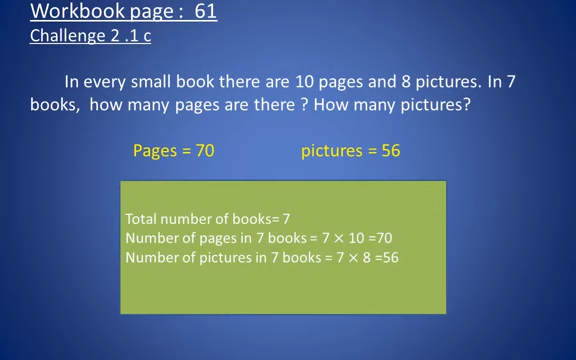 Workbook page :  61
Challenge 2 .1 c
In every small book there are 10 pages and 8 pictures. In 7
books,  how many pages are there ? How many pictures?
Pages = 70
pictures = 56
Total number of books= 7
Number of pages in 7 books = 7 × 10 =70
Number of pictures in 7 books = 7 × 8 =56